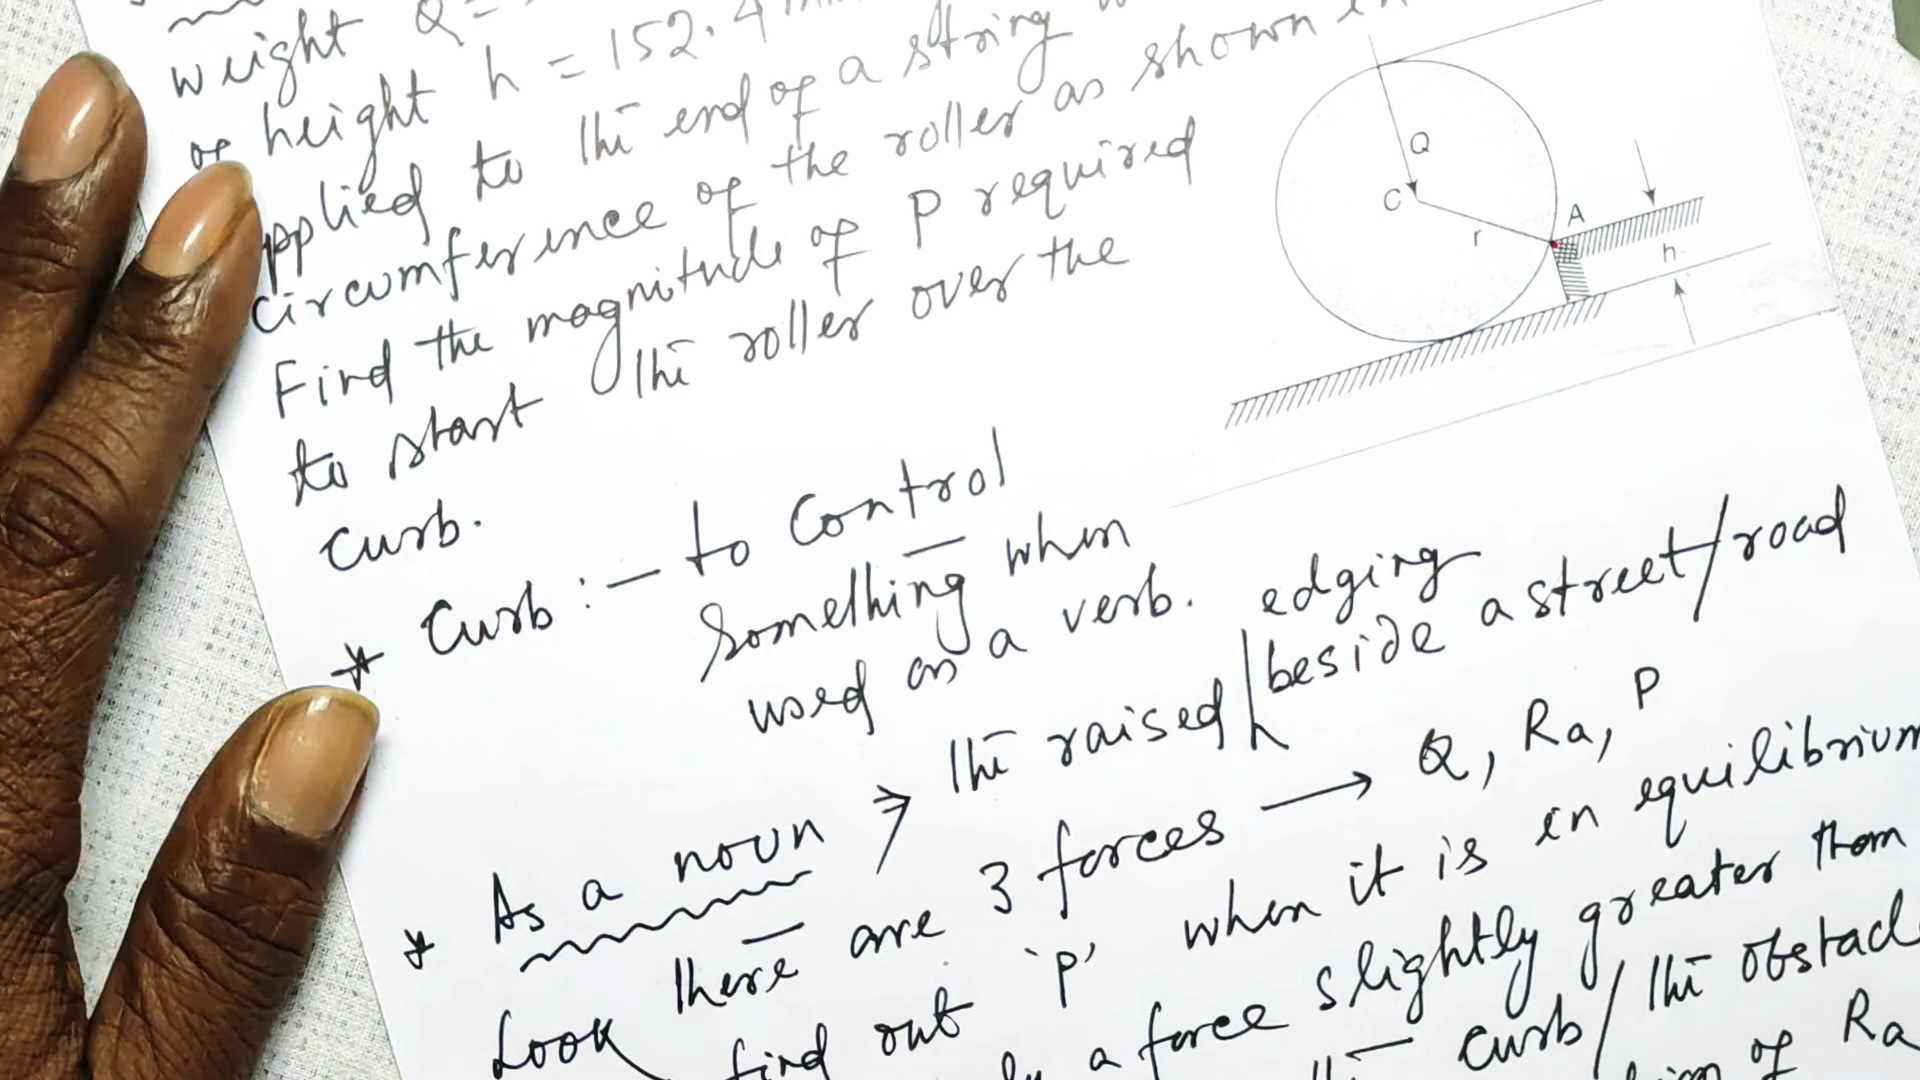 weight Q =
of height h = 152.4
applied to the end of a string
circumference of the roller as shown in
Find the magnitude of P required
to start the roller over the
curb.
* Curb :- to control
something when
used as a verb.
* As a noun => the raised edging
beside a street/road
There are 3 forces → Q, Ra, P
Look find out 'P' when it is in equilibrium
a force slightly greater than
the curb/the obstacl
of Ra
Q
C
r
A
h